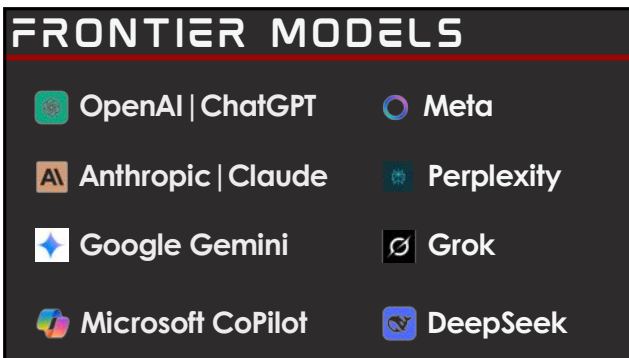 FRONTIER MODELS
OpenAI|ChatGPT
Meta
Anthropic|Claude
Perplexity
Google Gemini
Grok
Microsoft CoPilot
DeepSeek